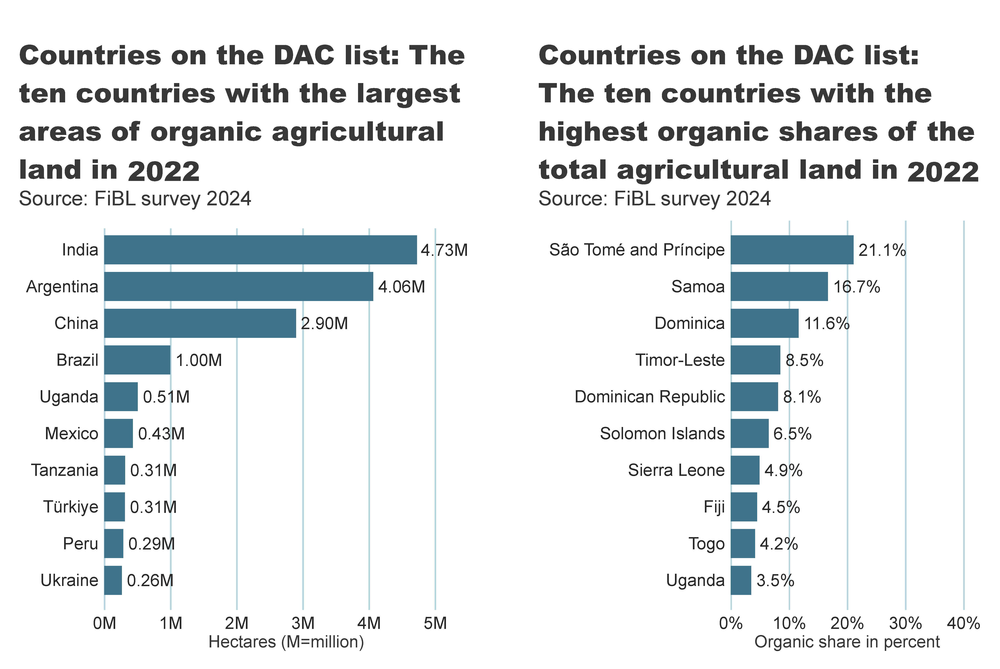 Countries on the DAC list: The
ten countries with the largest
areas of organic agricultural
land in 2022
Source: FiBL survey 2024
India
4.73M
Argentina
4.06M
China
2.90M
Brazil
1.00M
Uganda
0.51M
Mexico
0.43M
Tanzania
0.31M
Türkiye
0.31M
Peru
0.29M
Ukraine
0.26M
0M 1M 2M 3M 4M 5M
Hectares (M=million)
Countries on the DAC list:
The ten countries with the
highest organic shares of the
total agricultural land in 2022
Source: FiBL survey 2024
São Tomé and Príncipe
21.1%
Samoa
16.7%
Dominica
11.6%
Timor-Leste
8.5%
Dominican Republic
8.1%
Solomon Islands
6.5%
Sierra Leone
4.9%
Fiji
4.5%
Togo
4.2%
Uganda
3.5%
0% 10% 20% 30% 40%
Organic share in percent